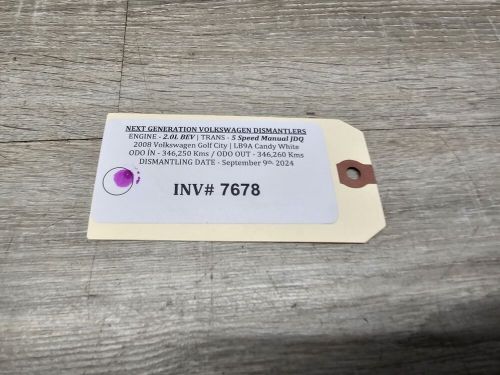 NEXT GENERATION VOLKSWAGEN DISMANTLERS
ENGINE - 2.0L BEV | TRANS - 5 Speed Manual JDQ
2008 Volkswagen Golf City | LB9A Candy White
ODO IN - 346,250 Kms / ODO OUT - 346,260 Kms
DISMANTLING DATE - September 9th, 2024
INV# 7678